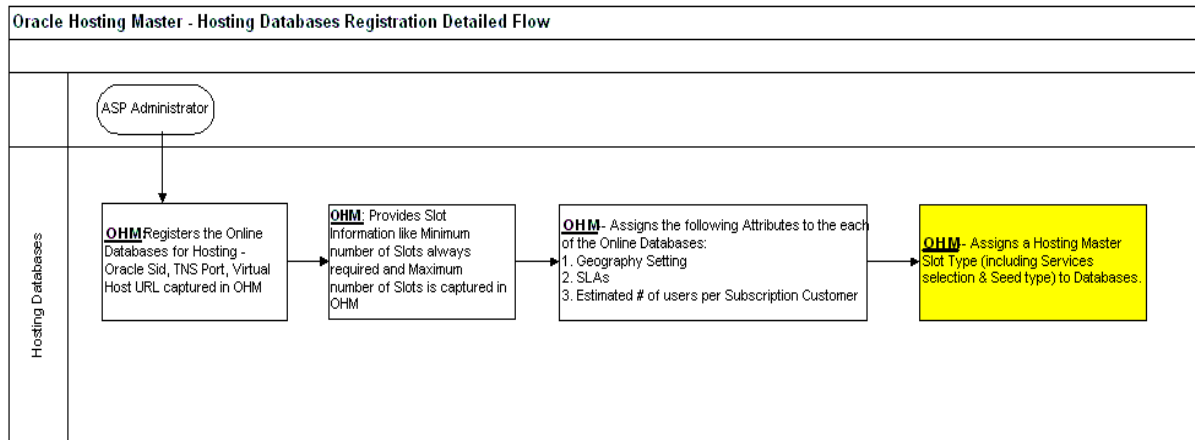 Oracle Hosting Master - Hosting Databases Registration Detailed Flow
ASP Administrator
Hosting Databases
OHM:Registers the Online
Databases for Hosting -
Oracle Sid, TNS Port, Virtual
Host URL captured in OHM
OHM: Provides Slot
Information like Minimum
number of Slots always
required and Maximum
number of Slots is captured in
OHM
OHM- Assigns the following Attributes to the each
of the Online Databases:
1. Geography Setting
2. SLAs
3. Estimated # of users per Subscription Customer
OHM- Assigns a Hosting Master
Slot Type (including Services
selection & Seed type) to Databases.